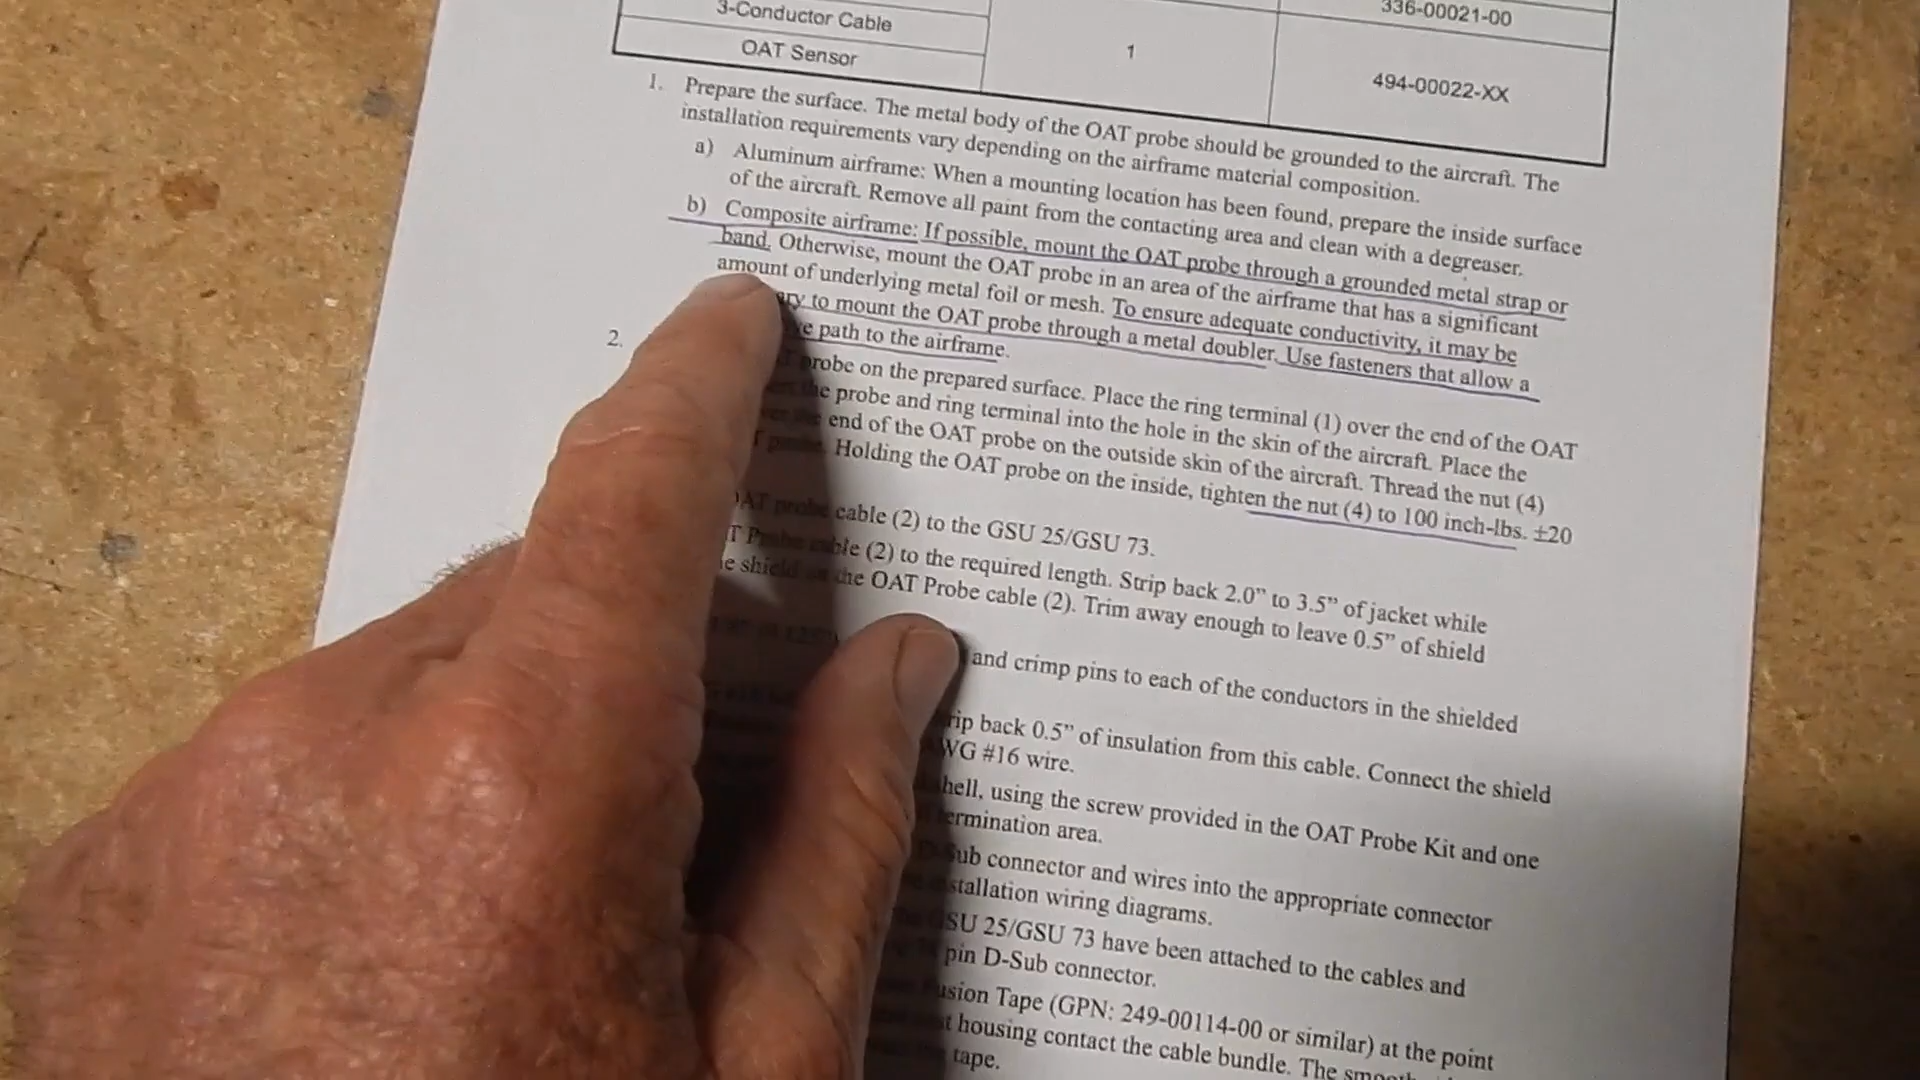 336-00021-00
3-Conductor Cable
1
OAT Sensor
494-00022-XX
1. Prepare the surface. The metal body of the OAT probe should be grounded to the aircraft. The
installation requirements vary depending on the airframe material composition.
a) Aluminum airframe: When a mounting location has been found, prepare the inside surface
of the aircraft. Remove all paint from the contacting area and clean with a degreaser.
b) Composite airframe: If possible, mount the OAT probe through a grounded metal strap or
band. Otherwise, mount the OAT probe in an area of the airframe that has a significant
amount of underlying metal foil or mesh. To ensure adequate conductivity, it may be
to mount the OAT probe through a metal doubler. Use fasteners that allow a
path to the airframe.
2.
probe on the prepared surface. Place the ring terminal (1) over the end of the OAT
the probe and ring terminal into the hole in the skin of the aircraft. Place the
end of the OAT probe on the outside skin of the aircraft. Thread the nut (4)
probe. Holding the OAT probe on the inside, tighten the nut (4) to 100 inch-lbs. ±20
OAT probe cable (2) to the GSU 25/GSU 73.
Probe cable (2) to the required length. Strip back 2.0” to 3.5” of jacket while
shield on the OAT Probe cable (2). Trim away enough to leave 0.5” of shield
and crimp pins to each of the conductors in the shielded
back 0.5” of insulation from this cable. Connect the shield
#16 wire.
using the screw provided in the OAT Probe Kit and one
area.
connector and wires into the appropriate connector
wiring diagrams.
GSU 25/GSU 73 have been attached to the cables and
pin D-Sub connector.
Tape (GPN: 249-00114-00 or similar) at the point
housing contact the cable bundle. The
tape.